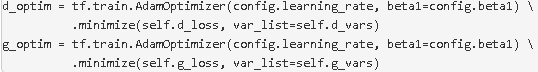 d_optim = tf.train.AdamOptimizer(config.learning_rate, beta1=config.beta1) \
.minimize(self.d_loss, var_list=self.d_vars)
g_optim = tf.train.AdamOptimizer(config.learning_rate, beta1=config.beta1) \
.minimize(self.g_loss, var_list=self.g_vars)